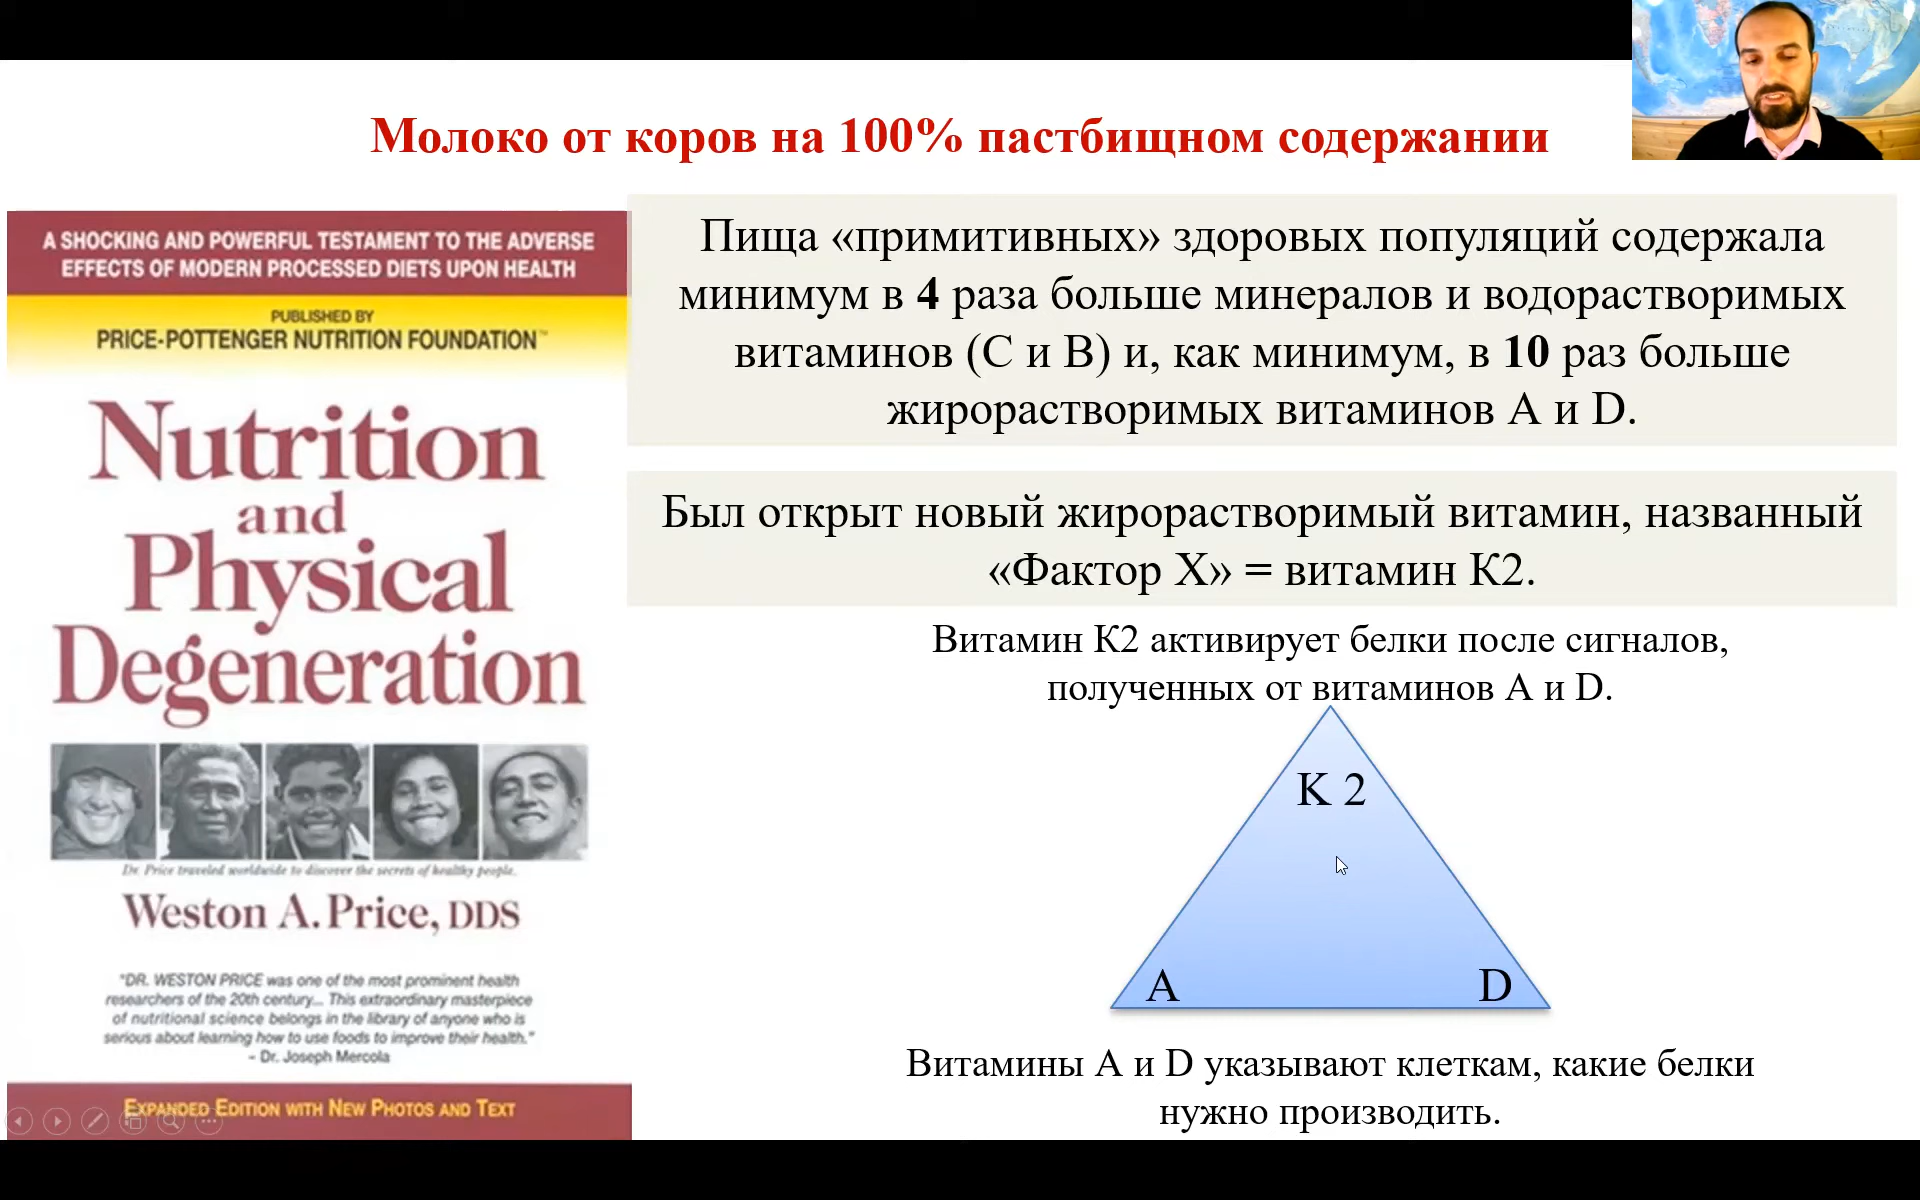 Молоко от коров на 100% пастбищном содержании
A SHOCKING AND POWERFUL TESTAMENT TO THE ADVERSE
EFFECTS OF MODERN PROCESSED DIETS UPON HEALTH
PUBLISHED BY
PRICE-POTTENGER NUTRITION FOUNDATION™
Nutrition
and
Physical
Degeneration
Dr. Price traveled worldwide to discover the secrets of healthy people.
Weston A. Price, DDS
"DR. WESTON PRICE was one of the most prominent health
researchers of the 20th century... This extraordinary masterpiece
of nutritional science belongs in the library of anyone who is
serious about learning how to use foods to improve their health."
– Dr. Joseph Mercola
EXPANDED EDITION WITH NEW PHOTOS AND TEXT
Пища «примитивных» здоровых популяций содержала
минимум в 4 раза больше минералов и водорастворимых
витаминов (С и В) и, как минимум, в 10 раз больше
жирорастворимых витаминов А и D.
Был открыт новый жирорастворимый витамин, названный
«Фактор Х» = витамин К2.
Витамин К2 активирует белки после сигналов,
полученных от витаминов А и D.
К 2
А
D
Витамины А и D указывают клеткам, какие белки
нужно производить.